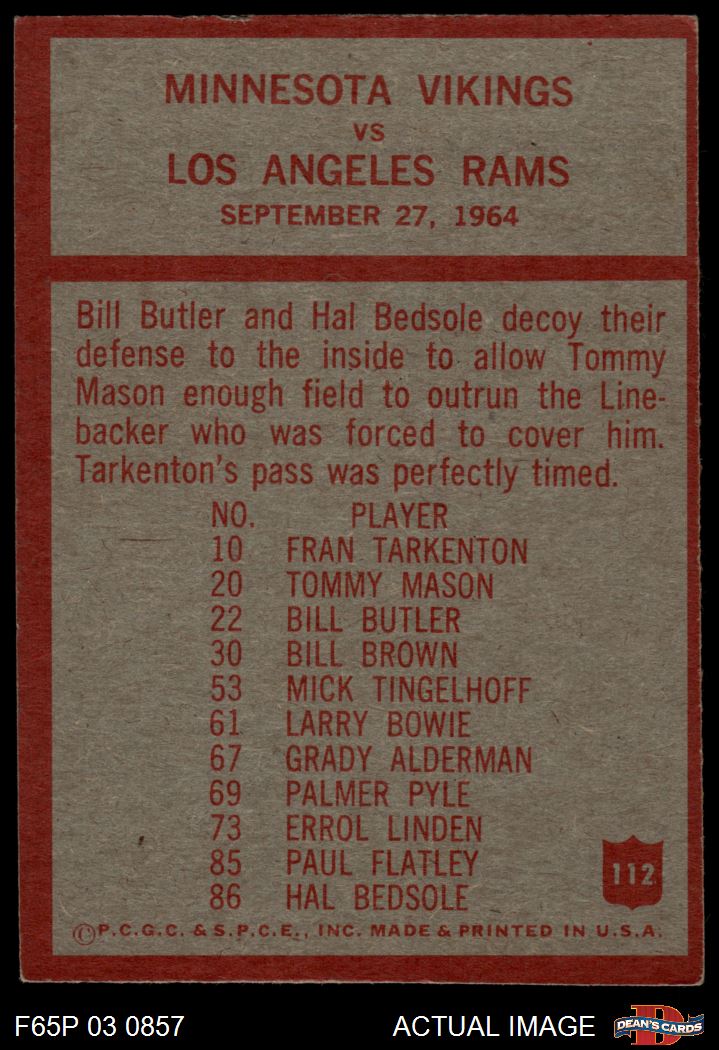 MINNESOTA VIKINGS
VS
LOS ANGELES RAMS
SEPTEMBER 27, 1964
Bill Butler and Hal Bedsole decoy their
defense to the inside to allow Tommy
Mason enough field to outrun the Line-
backer who was forced to cover him.
Tarkenton's pass was perfectly timed.
NO. PLAYER
10 FRAN TARKENTON
20 TOMMY MASON
22 BILL BUTLER
30 BILL BROWN
53 MICK TINGELHOFF
61 LARRY BOWIE
67 GRADY ALDERMAN
69 PALMER PYLE
73 ERROL LINDEN
85 PAUL FLATLEY
86 HAL BEDSOLE
112
©P.C.G.C. & S.P.C.E., INC. MADE & PRINTED IN U.S.A.
F65P 03 0857 ACTUAL IMAGE D DEAN'S CARDS